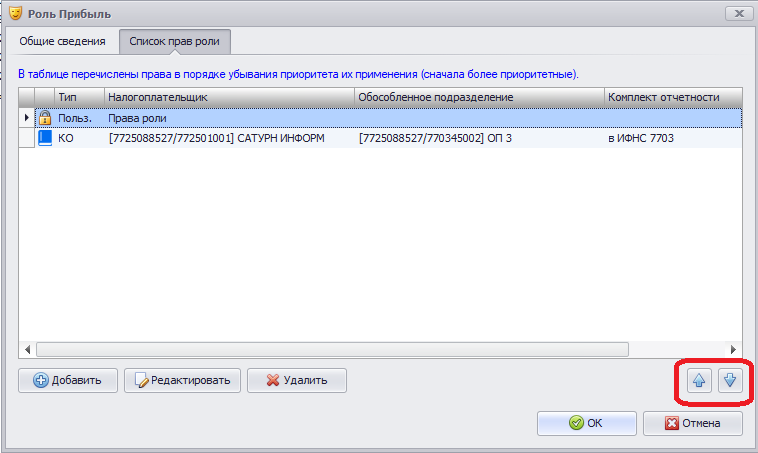 Роль Прибыль
Общие сведения Список прав роли
В таблице перечислены права в порядке убывания приоритета их применения (сначала более приоритетные).
Тип Налогоплательщик Обособленное подразделение Комплект отчетности
Польз. Права роли
КО [7725088527/772501001] САТУРН ИНФОРМ [7725088527/770345002] ОП 3 в ИФНС 7703
Добавить Редактировать Удалить
ОК Отмена